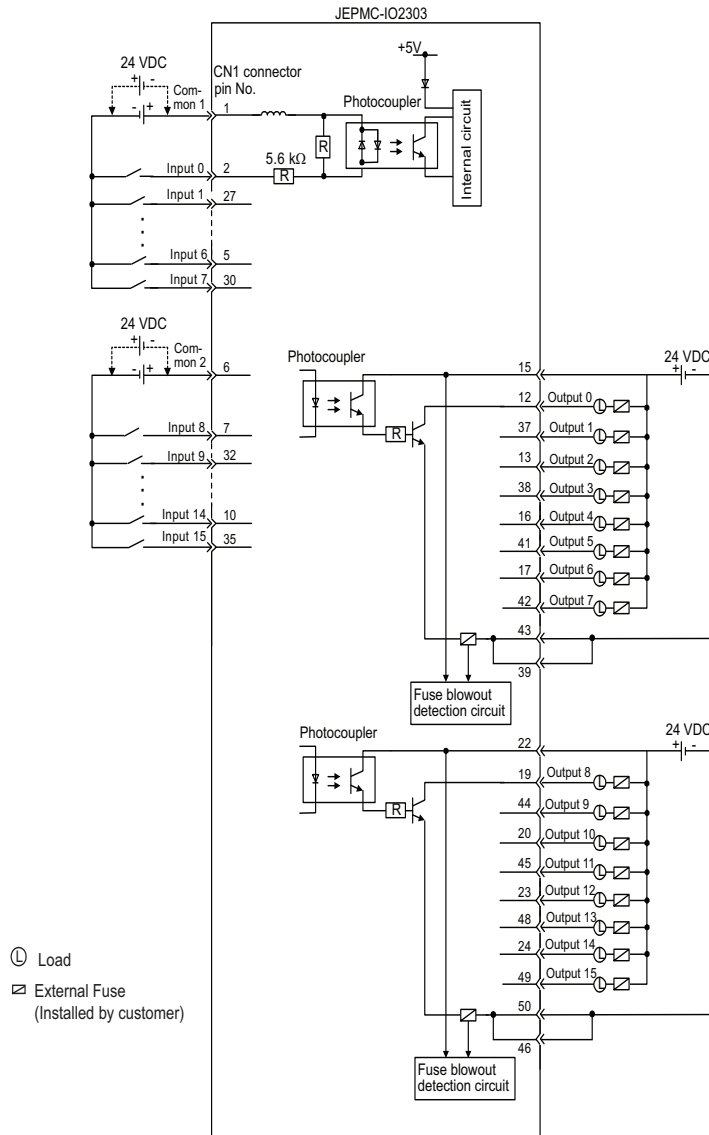 JEPMC-IO2303
24 VDC
+ -
- +
Com-
mon 1
CN1 connector
pin No.
1
+5V
Photocoupler
Internal circuit
R
5.6 kΩ
R
Input 0 2
Input 1 27
Input 6 5
Input 7 30
24 VDC
+ -
- +
Com-
mon 2
6
Input 8 7
Input 9 32
Input 14 10
Input 15 35
Photocoupler
R
15
24 VDC
+ -
12 Output 0 L
37 Output 1 L
13 Output 2 L
38 Output 3 L
16 Output 4 L
41 Output 5 L
17 Output 6 L
42 Output 7 L
43
39
Fuse blowout
detection circuit
Photocoupler
R
22
24 VDC
+ -
19 Output 8 L
44 Output 9 L
20 Output 10 L
45 Output 11 L
23 Output 12 L
48 Output 13 L
24 Output 14 L
49 Output 15 L
50
46
Fuse blowout
detection circuit
L Load
External Fuse
(Installed by customer)